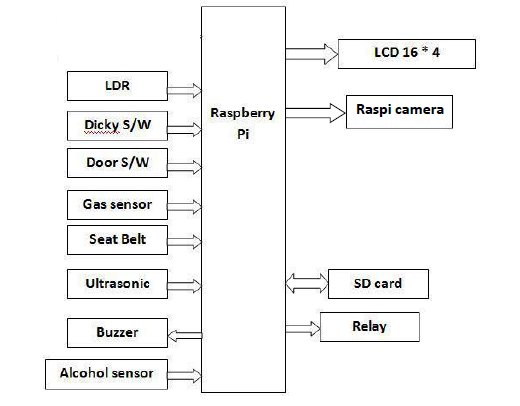 LCD 16 * 4
LDR
Raspberry
Pi
Raspi camera
Dicky S/W
Door S/W
Gas sensor
Seat Belt
Ultrasonic
SD card
Buzzer
Relay
Alcohol sensor